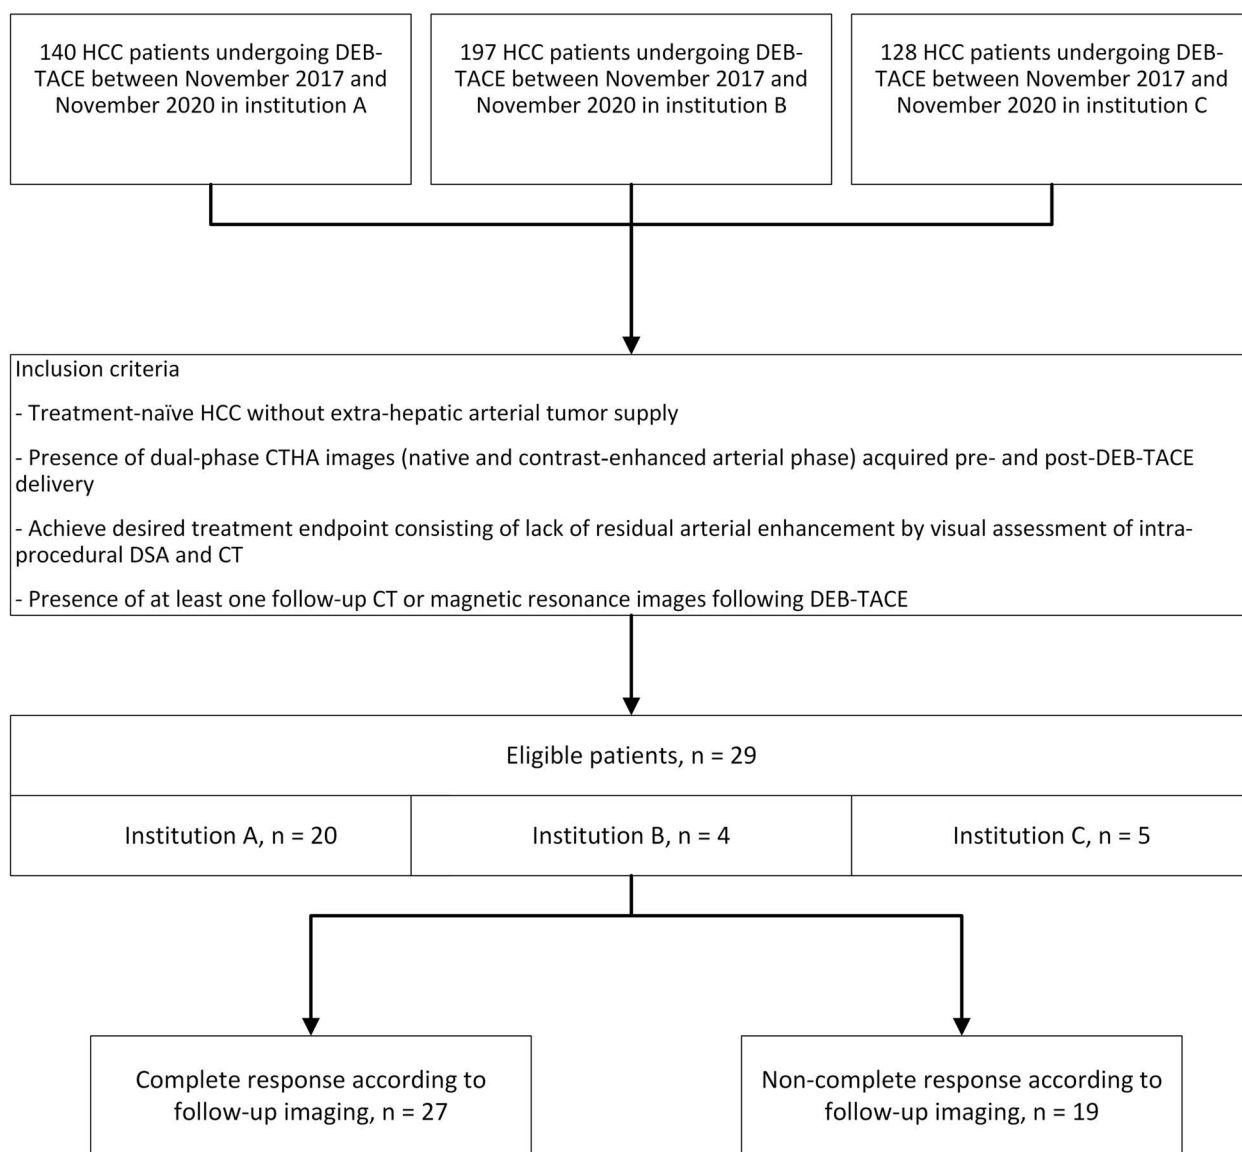 140 HCC patients undergoing DEB-
TACE between November 2017 and
November 2020 in institution A
197 HCC patients undergoing DEB-
TACE between November 2017 and
November 2020 in institution B
128 HCC patients undergoing DEB-
TACE between November 2017 and
November 2020 in institution C
Inclusion criteria
- Treatment-naïve HCC without extra-hepatic arterial tumor supply
- Presence of dual-phase CTHA images (native and contrast-enhanced arterial phase) acquired pre- and post-DEB-TACE
delivery
- Achieve desired treatment endpoint consisting of lack of residual arterial enhancement by visual assessment of intra-
procedural DSA and CT
- Presence of at least one follow-up CT or magnetic resonance images following DEB-TACE
Eligible patients, n = 29
Institution A, n = 20
Institution B, n = 4
Institution C, n = 5
Complete response according to
follow-up imaging, n = 27
Non-complete response according to
follow-up imaging, n = 19